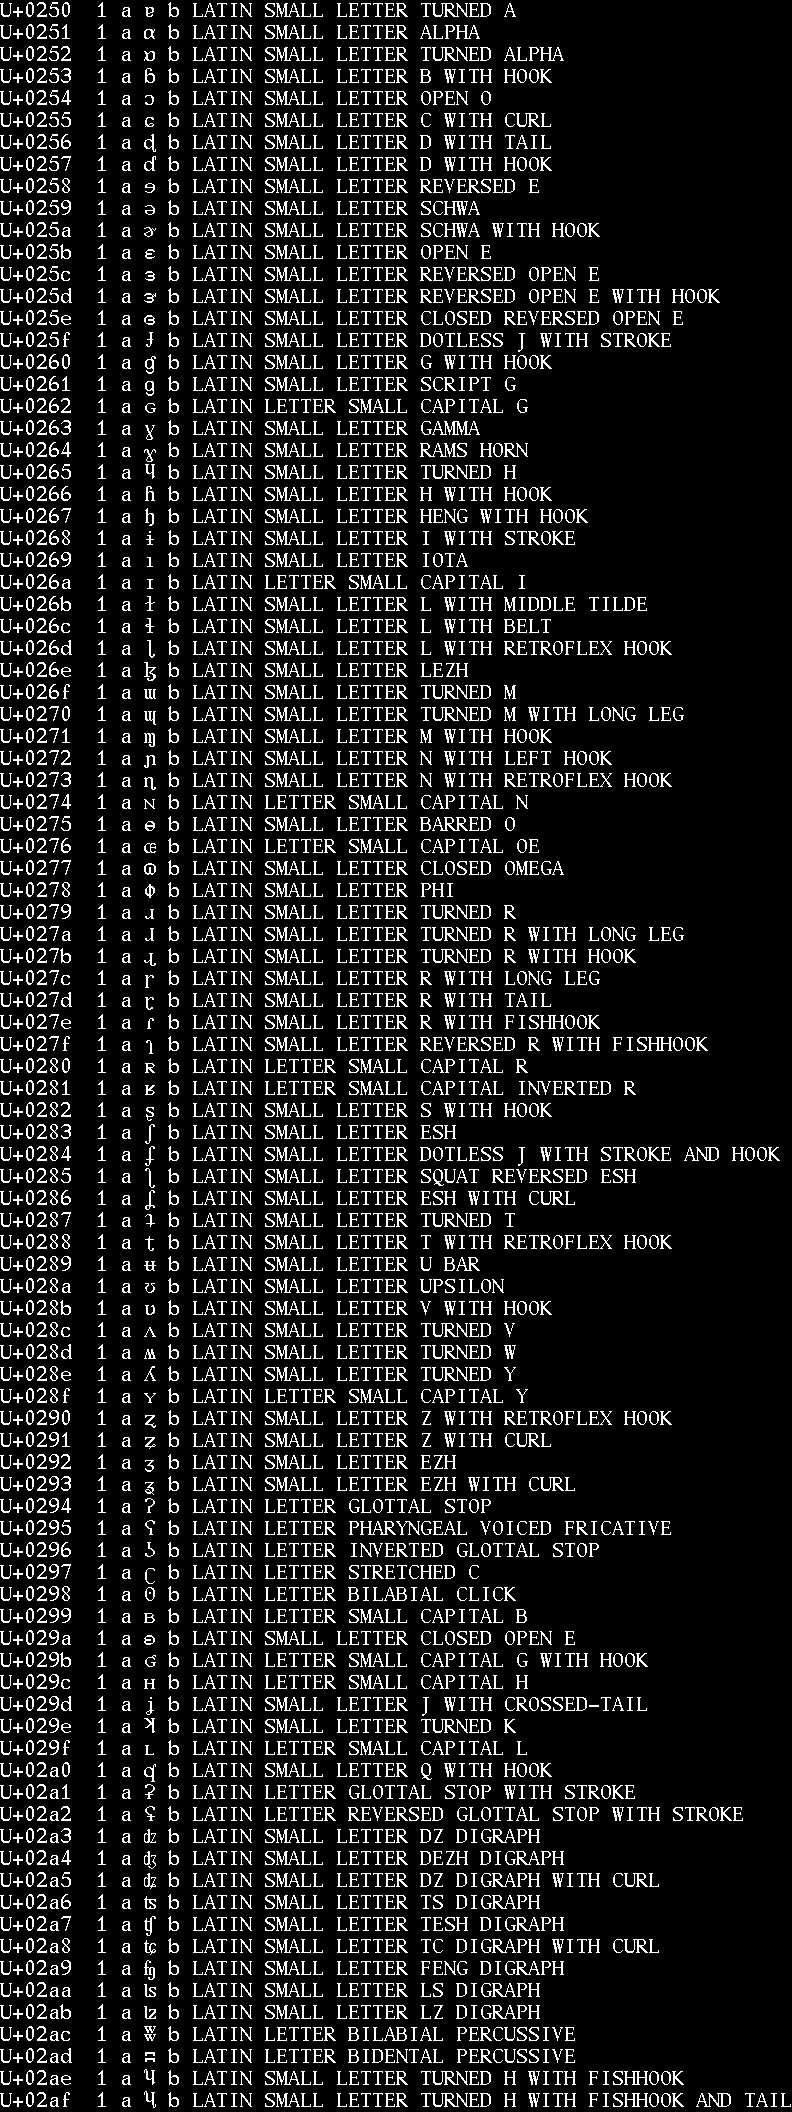 U+0250 1 a ɐ b LATIN SMALL LETTER TURNED A
U+0251 1 a ɑ b LATIN SMALL LETTER ALPHA
U+0252 1 a ɒ b LATIN SMALL LETTER TURNED ALPHA
U+0253 1 a ɓ b LATIN SMALL LETTER B WITH HOOK
U+0254 1 a ɔ b LATIN SMALL LETTER OPEN O
U+0255 1 a ɕ b LATIN SMALL LETTER C WITH CURL
U+0256 1 a ɖ b LATIN SMALL LETTER D WITH TAIL
U+0257 1 a ɗ b LATIN SMALL LETTER D WITH HOOK
U+0258 1 a ɘ b LATIN SMALL LETTER REVERSED E
U+0259 1 a ə b LATIN SMALL LETTER SCHWA
U+025a 1 a ɚ b LATIN SMALL LETTER SCHWA WITH HOOK
U+025b 1 a ɛ b LATIN SMALL LETTER OPEN E
U+025c 1 a ɜ b LATIN SMALL LETTER REVERSED OPEN E
U+025d 1 a ɝ b LATIN SMALL LETTER REVERSED OPEN E WITH HOOK
U+025e 1 a ɞ b LATIN SMALL LETTER CLOSED REVERSED OPEN E
U+025f 1 a ɟ b LATIN SMALL LETTER DOTLESS J WITH STROKE
U+0260 1 a ɠ b LATIN SMALL LETTER G WITH HOOK
U+0261 1 a ɡ b LATIN SMALL LETTER SCRIPT G
U+0262 1 a ɢ b LATIN LETTER SMALL CAPITAL G
U+0263 1 a ɣ b LATIN SMALL LETTER GAMMA
U+0264 1 a ɤ b LATIN SMALL LETTER RAMS HORN
U+0265 1 a ɥ b LATIN SMALL LETTER TURNED H
U+0266 1 a ɦ b LATIN SMALL LETTER H WITH HOOK
U+0267 1 a ɧ b LATIN SMALL LETTER HENG WITH HOOK
U+0268 1 a ɨ b LATIN SMALL LETTER I WITH STROKE
U+0269 1 a ɩ b LATIN SMALL LETTER IOTA
U+026a 1 a ɪ b LATIN LETTER SMALL CAPITAL I
U+026b 1 a ɫ b LATIN SMALL LETTER L WITH MIDDLE TILDE
U+026c 1 a ɬ b LATIN SMALL LETTER L WITH BELT
U+026d 1 a ɭ b LATIN SMALL LETTER L WITH RETROFLEX HOOK
U+026e 1 a ɮ b LATIN SMALL LETTER LEZH
U+026f 1 a ɯ b LATIN SMALL LETTER TURNED M
U+0270 1 a ɰ b LATIN SMALL LETTER TURNED M WITH LONG LEG
U+0271 1 a ɱ b LATIN SMALL LETTER M WITH HOOK
U+0272 1 a ɲ b LATIN SMALL LETTER N WITH LEFT HOOK
U+0273 1 a ɳ b LATIN SMALL LETTER N WITH RETROFLEX HOOK
U+0274 1 a ɴ b LATIN LETTER SMALL CAPITAL N
U+0275 1 a ɵ b LATIN SMALL LETTER BARRED O
U+0276 1 a ɶ b LATIN LETTER SMALL CAPITAL OE
U+0277 1 a ɷ b LATIN SMALL LETTER CLOSED OMEGA
U+0278 1 a ɸ b LATIN SMALL LETTER PHI
U+0279 1 a ɹ b LATIN SMALL LETTER TURNED R
U+027a 1 a ɺ b LATIN SMALL LETTER TURNED R WITH LONG LEG
U+027b 1 a ɻ b LATIN SMALL LETTER TURNED R WITH HOOK
U+027c 1 a ɼ b LATIN SMALL LETTER R WITH LONG LEG
U+027d 1 a ɽ b LATIN SMALL LETTER R WITH TAIL
U+027e 1 a ɾ b LATIN SMALL LETTER R WITH FISHHOOK
U+027f 1 a ɿ b LATIN SMALL LETTER REVERSED R WITH FISHHOOK
U+0280 1 a ʀ b LATIN LETTER SMALL CAPITAL R
U+0281 1 a ʁ b LATIN LETTER SMALL CAPITAL INVERTED R
U+0282 1 a ʂ b LATIN SMALL LETTER S WITH HOOK
U+0283 1 a ʃ b LATIN SMALL LETTER ESH
U+0284 1 a ʄ b LATIN SMALL LETTER DOTLESS J WITH STROKE AND HOOK
U+0285 1 a ʅ b LATIN SMALL LETTER SQUAT REVERSED ESH
U+0286 1 a ʆ b LATIN SMALL LETTER ESH WITH CURL
U+0287 1 a ʇ b LATIN SMALL LETTER TURNED T
U+0288 1 a ʈ b LATIN SMALL LETTER T WITH RETROFLEX HOOK
U+0289 1 a ʉ b LATIN SMALL LETTER U BAR
U+028a 1 a ʊ b LATIN SMALL LETTER UPSILON
U+028b 1 a ʋ b LATIN SMALL LETTER V WITH HOOK
U+028c 1 a ʌ b LATIN SMALL LETTER TURNED V
U+028d 1 a ʍ b LATIN SMALL LETTER TURNED W
U+028e 1 a ʎ b LATIN SMALL LETTER TURNED Y
U+028f 1 a ʏ b LATIN LETTER SMALL CAPITAL Y
U+0290 1 a ʐ b LATIN SMALL LETTER Z WITH RETROFLEX HOOK
U+0291 1 a ʑ b LATIN SMALL LETTER Z WITH CURL
U+0292 1 a ʒ b LATIN SMALL LETTER EZH
U+0293 1 a ʓ b LATIN SMALL LETTER EZH WITH CURL
U+0294 1 a ʔ b LATIN LETTER GLOTTAL STOP
U+0295 1 a ʕ b LATIN LETTER PHARYNGEAL VOICED FRICATIVE
U+0296 1 a ʖ b LATIN LETTER INVERTED GLOTTAL STOP
U+0297 1 a ʗ b LATIN LETTER STRETCHED C
U+0298 1 a ʘ b LATIN LETTER BILABIAL CLICK
U+0299 1 a ʙ b LATIN LETTER SMALL CAPITAL B
U+029a 1 a ʚ b LATIN SMALL LETTER CLOSED OPEN E
U+029b 1 a ʛ b LATIN LETTER SMALL CAPITAL G WITH HOOK
U+029c 1 a ʜ b LATIN LETTER SMALL CAPITAL H
U+029d 1 a ʝ b LATIN SMALL LETTER J WITH CROSSED-TAIL
U+029e 1 a ʞ b LATIN SMALL LETTER TURNED K
U+029f 1 a ʟ b LATIN LETTER SMALL CAPITAL L
U+02a0 1 a ʠ b LATIN SMALL LETTER Q WITH HOOK
U+02a1 1 a ʡ b LATIN LETTER GLOTTAL STOP WITH STROKE
U+02a2 1 a ʢ b LATIN LETTER REVERSED GLOTTAL STOP WITH STROKE
U+02a3 1 a ʣ b LATIN SMALL LETTER DZ DIGRAPH
U+02a4 1 a ʤ b LATIN SMALL LETTER DEZH DIGRAPH
U+02a5 1 a ʥ b LATIN SMALL LETTER DZ DIGRAPH WITH CURL
U+02a6 1 a ʦ b LATIN SMALL LETTER TS DIGRAPH
U+02a7 1 a ʧ b LATIN SMALL LETTER TESH DIGRAPH
U+02a8 1 a ʨ b LATIN SMALL LETTER TC DIGRAPH WITH CURL
U+02a9 1 a ʩ b LATIN SMALL LETTER FENG DIGRAPH
U+02aa 1 a ʪ b LATIN SMALL LETTER LS DIGRAPH
U+02ab 1 a ʫ b LATIN SMALL LETTER LZ DIGRAPH
U+02ac 1 a ʬ b LATIN LETTER BILABIAL PERCUSSIVE
U+02ad 1 a ʭ b LATIN LETTER BIDENTAL PERCUSSIVE
U+02ae 1 a ʮ b LATIN SMALL LETTER TURNED H WITH FISHHOOK
U+02af 1 a ʯ b LATIN SMALL LETTER TURNED H WITH FISHHOOK AND TAIL